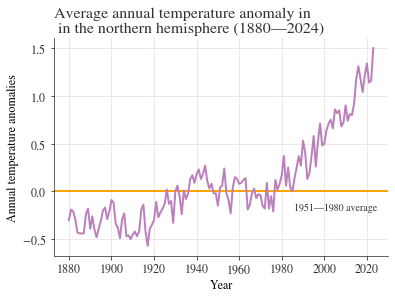 Average annual temperature anomaly in
in the northern hemisphere (1880—2024)
Annual temperature anomalies
1.5
1.0
0.5
0.0
−0.5
1951—1980 average
1880 1900 1920 1940 1960 1980 2000 2020
Year